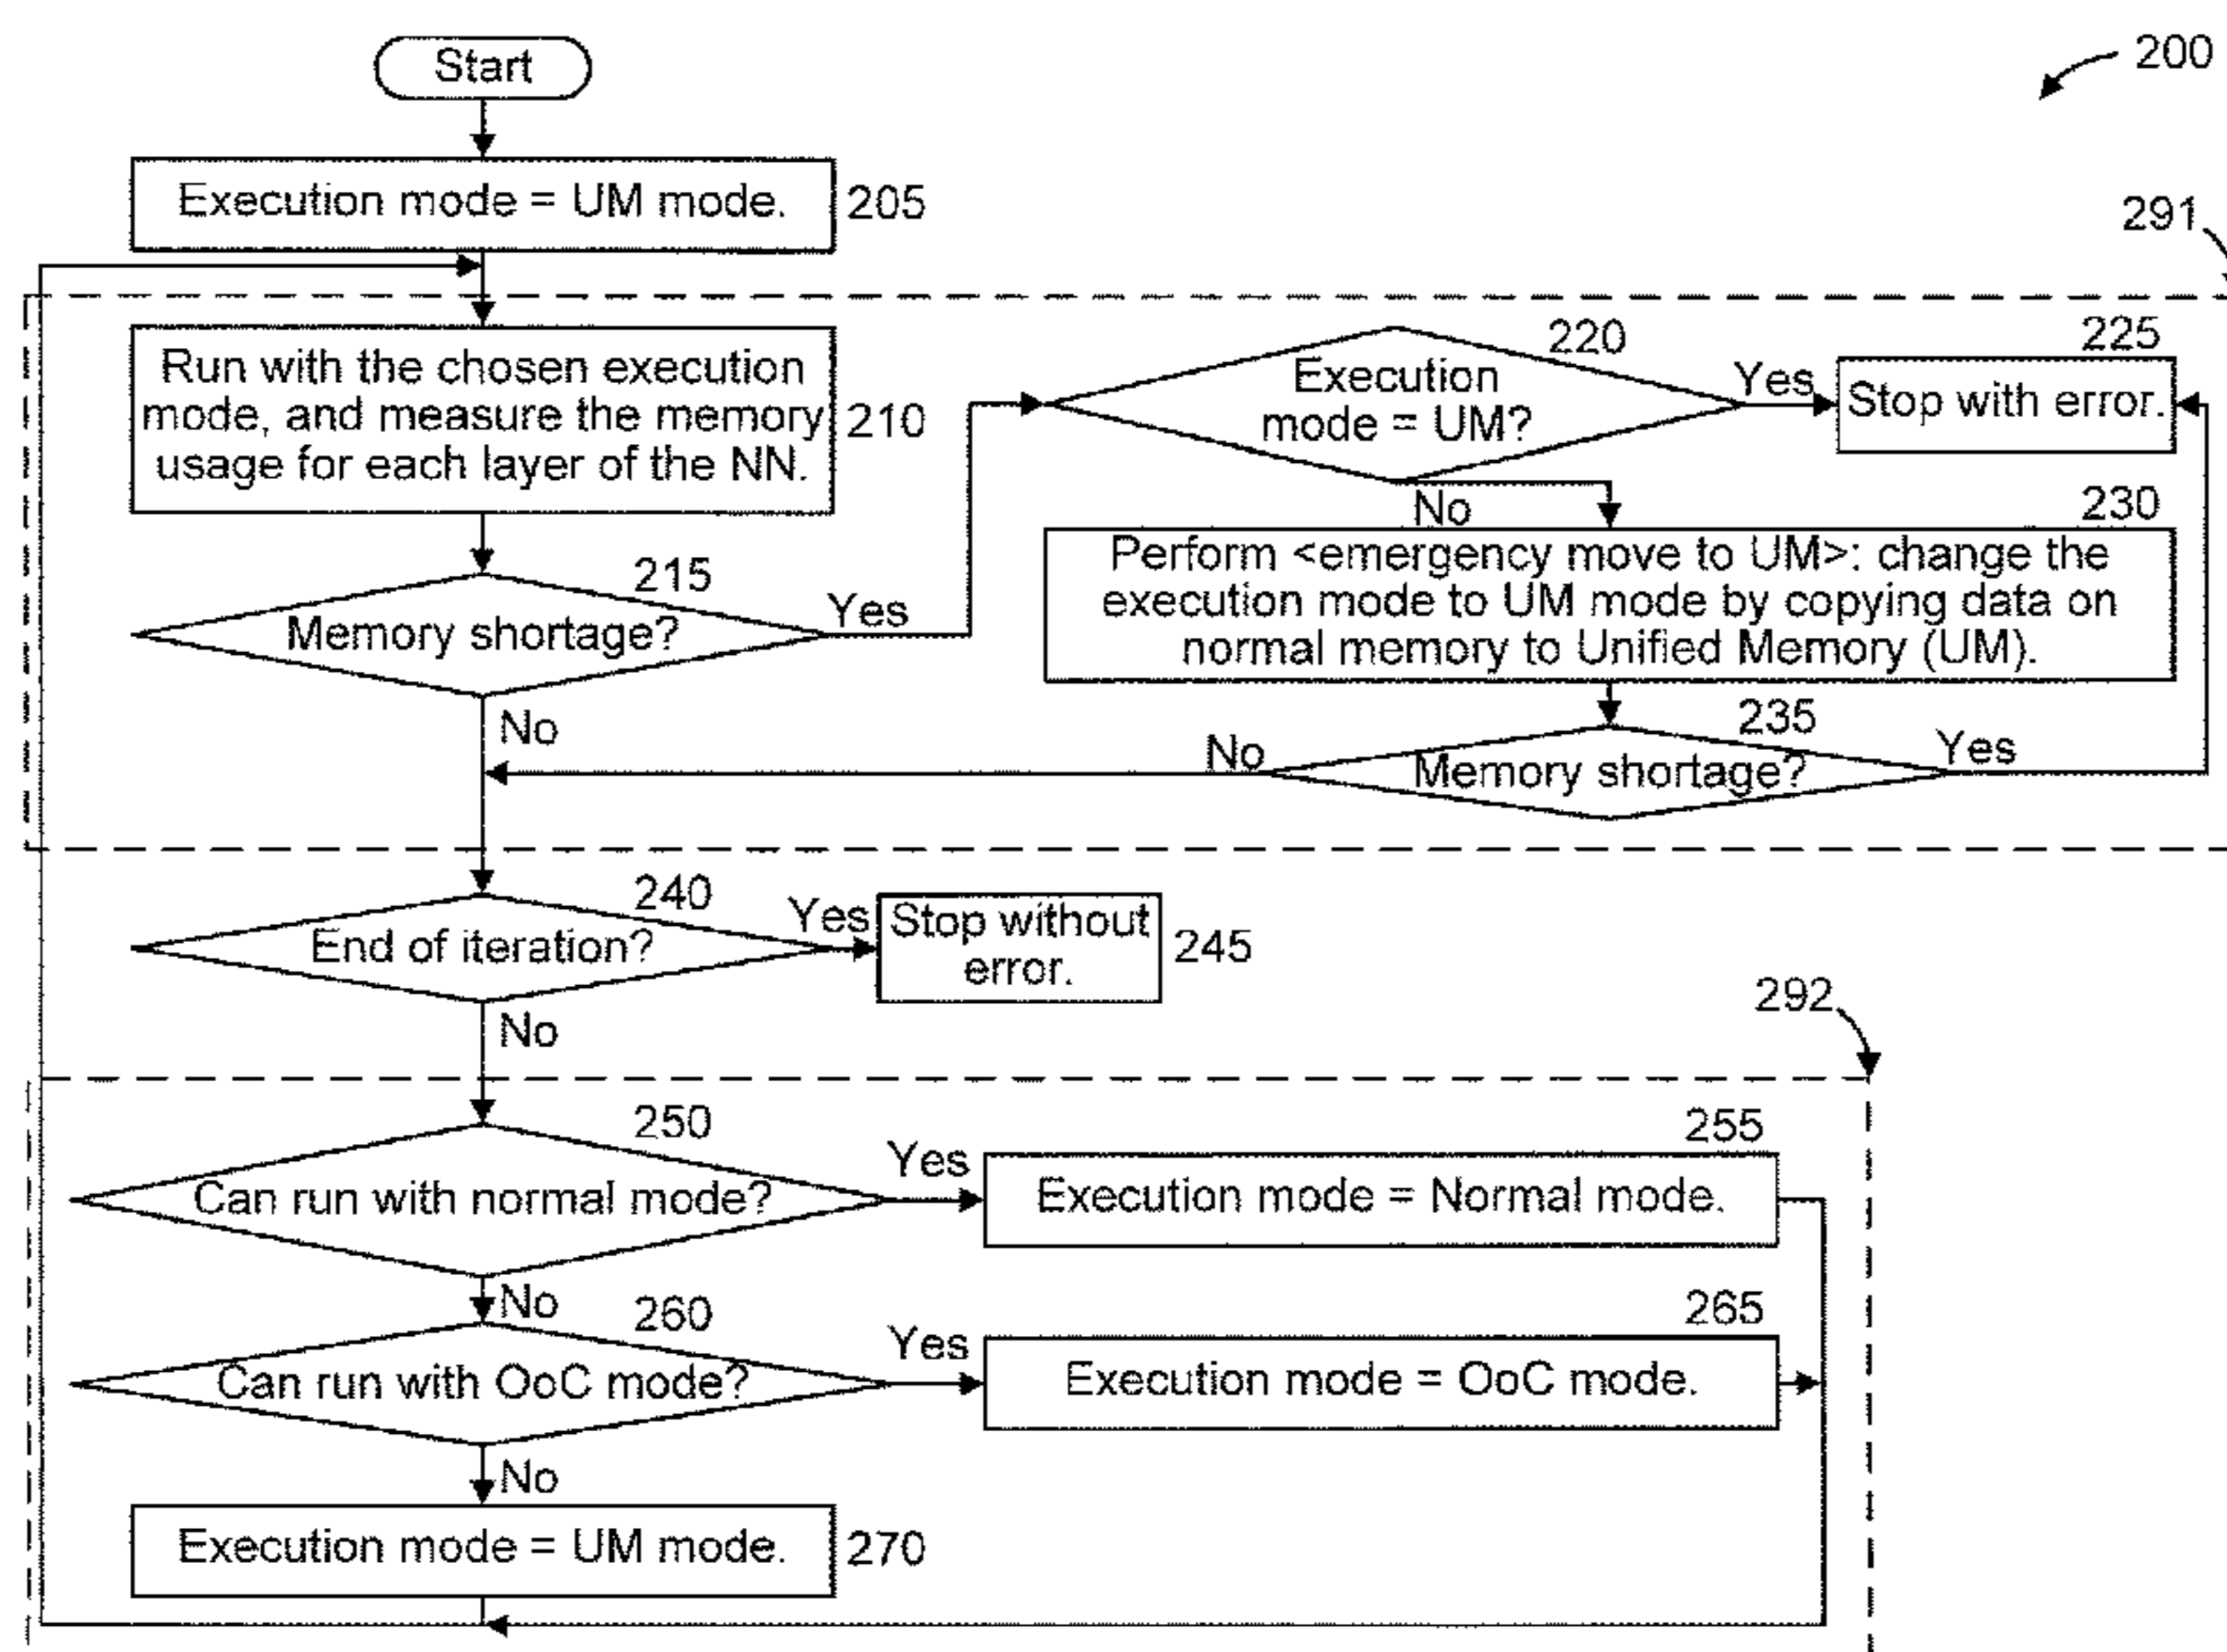 Start
200
Execution mode = UM mode.
205
291
Run with the chosen execution
mode, and measure the memory
usage for each layer of the NN.
210
215
Memory shortage?
Yes
No
220
Execution
mode = UM?
Yes
No
225
Stop with error.
230
Perform <emergency move to UM>: change the
execution mode to UM mode by copying data on
normal memory to Unified Memory (UM).
235
Memory shortage?
No
Yes
240
End of iteration?
Yes
No
Stop without
error.
245
292
250
Can run with normal mode?
Yes
No
255
Execution mode = Normal mode.
260
Can run with OoC mode?
Yes
No
265
Execution mode = OoC mode.
Execution mode = UM mode.
270